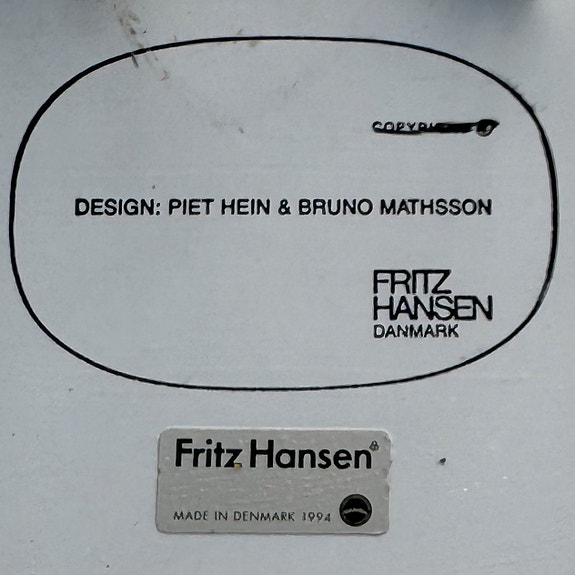 DESIGN: PIET HEIN & BRUNO MATHSSON
FRITZ
HANSEN
DANMARK
Fritz Hansen
MADE IN DENMARK 1994